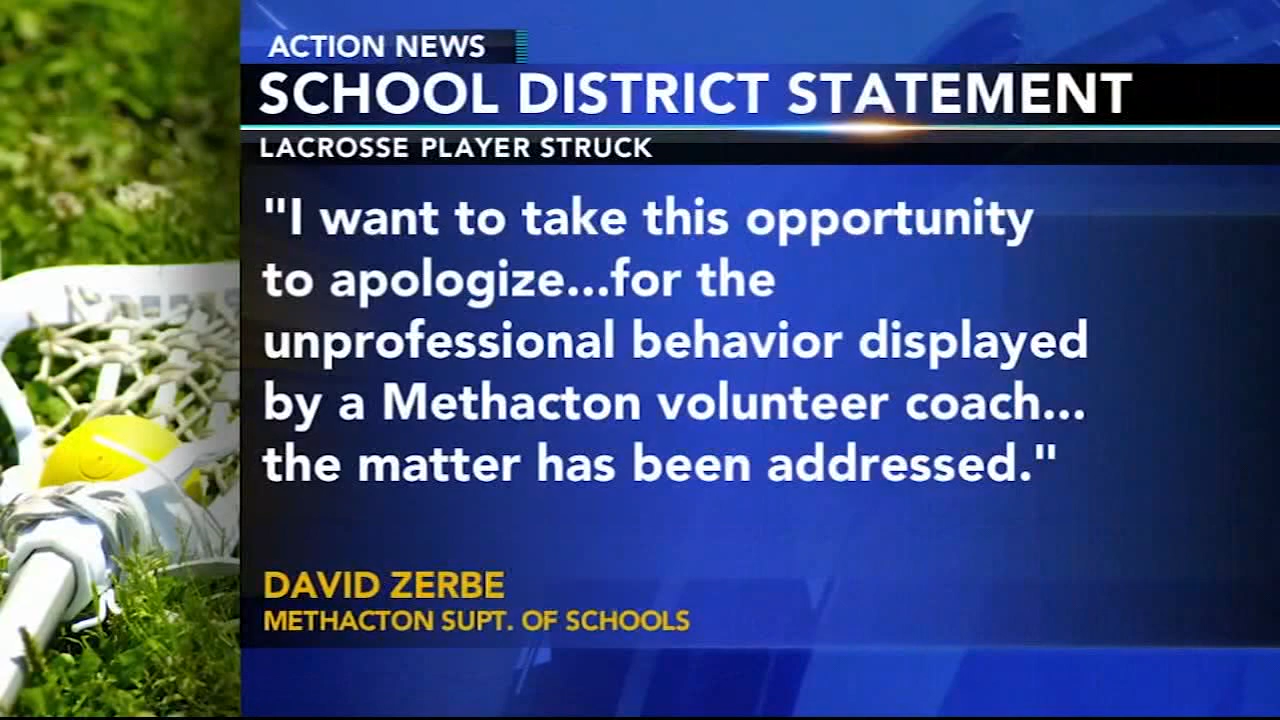 ACTION NEWS
SCHOOL DISTRICT STATEMENT
LACROSSE PLAYER STRUCK
"I want to take this opportunity
to apologize...for the
unprofessional behavior displayed
by a Methacton volunteer coach...
the matter has been addressed."
DAVID ZERBE
METHACTON SUPT. OF SCHOOLS